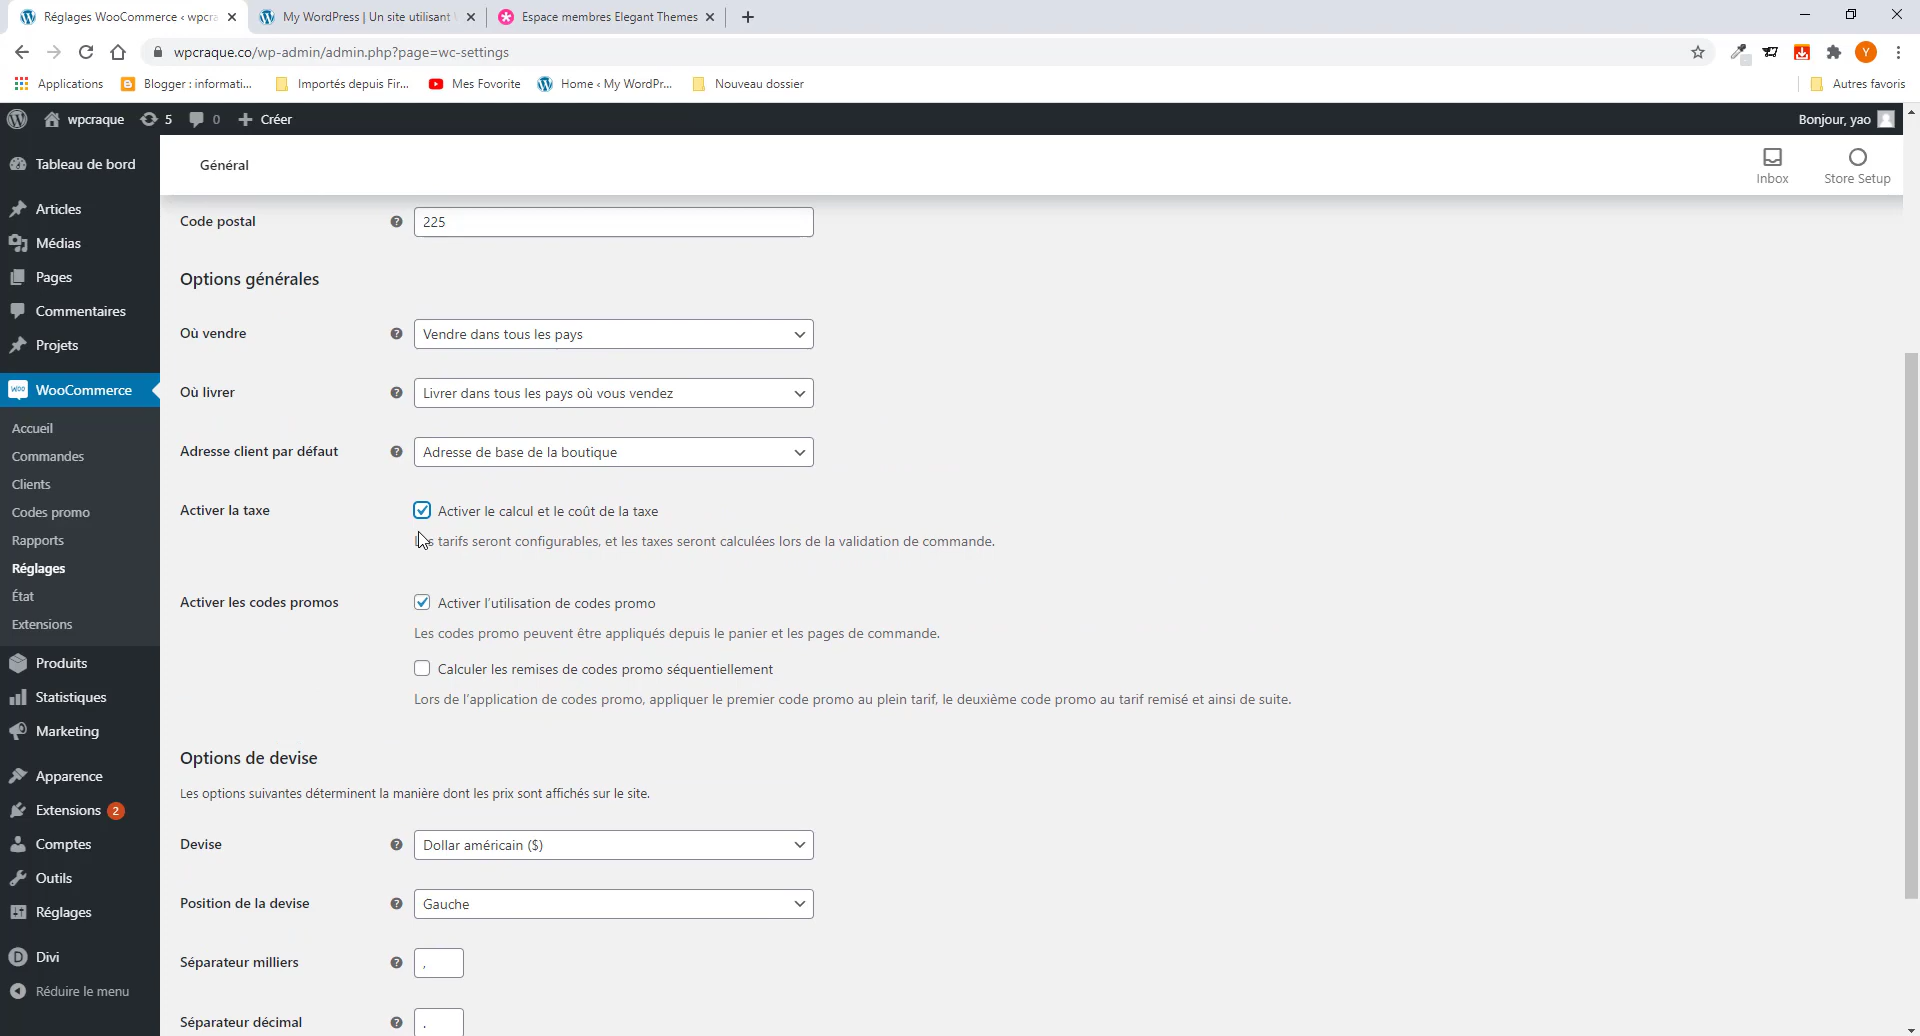 Réglages WooCommerce ‹ wpcra
My WordPress | Un site utilisant
Espace membres Elegant Themes
wpcraque.co/wp-admin/admin.php?page=wc-settings
Y
Applications
Blogger : informati...
Importés depuis Fir...
Mes Fovorite
Home ‹ My WordPr...
Nouveau dossier
Autres favoris
wpcraque
5
0
Créer
Bonjour, yao
Tableau de bord
Articles
Médias
Pages
Commentaires
Projets
WooCommerce
Accueil
Commandes
Clients
Codes promo
Rapports
Réglages
État
Extensions
Produits
Statistiques
Marketing
Apparence
Extensions 2
Comptes
Outils
Réglages
Divi
Réduire le menu
Général
Inbox
Store Setup
Code postal
225
Options générales
Où vendre
Vendre dans tous les pays
Où livrer
Livrer dans tous les pays où vous vendez
Adresse client par défaut
Adresse de base de la boutique
Activer la taxe
Activer le calcul et le coût de la taxe
tarifs seront configurables, et les taxes seront calculées lors de la validation de commande.
Activer les codes promos
Activer l’utilisation de codes promo
Les codes promo peuvent être appliqués depuis le panier et les pages de commande.
Calculer les remises de codes promo séquentiellement
Lors de l’application de codes promo, appliquer le premier code promo au plein tarif, le deuxième code promo au tarif remisé et ainsi de suite.
Options de devise
Les options suivantes déterminent la manière dont les prix sont affichés sur le site.
Devise
Dollar américain ($)
Position de la devise
Gauche
Séparateur milliers
,
Séparateur décimal
.